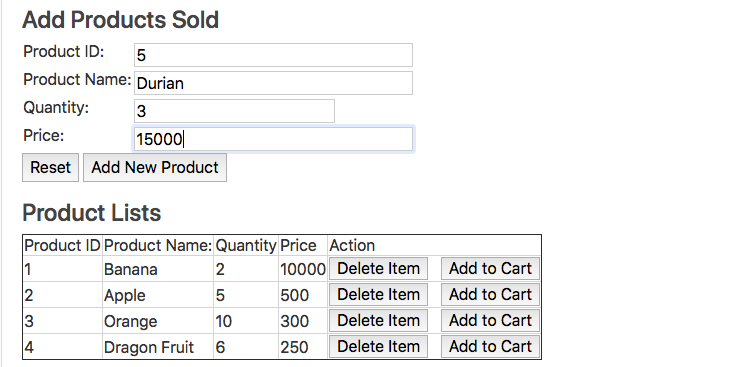 Add Products Sold
Product ID: 5
Product Name: Durian
Quantity: 3
Price: 15000
Reset Add New Product
Product Lists
Product ID Product Name: Quantity Price Action
1 Banana 2 10000 Delete Item Add to Cart
2 Apple 5 500 Delete Item Add to Cart
3 Orange 10 300 Delete Item Add to Cart
4 Dragon Fruit 6 250 Delete Item Add to Cart